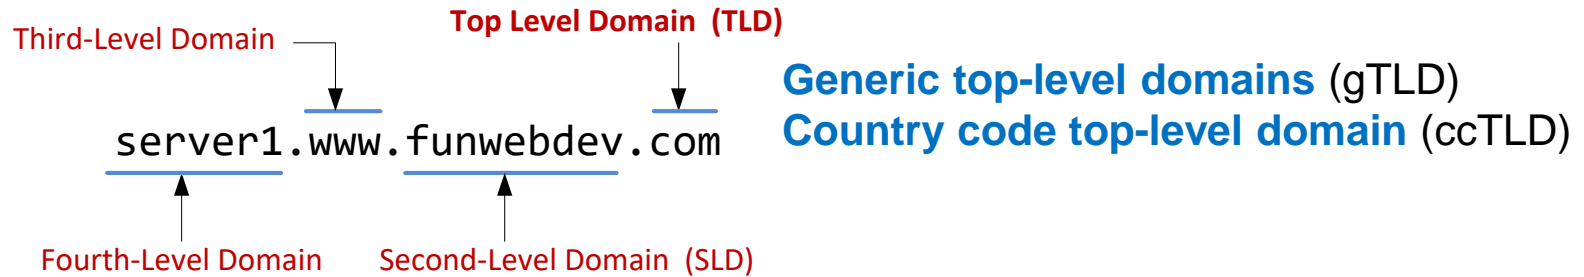 Top Level Domain (TLD)
Third-Level Domain
Generic top-level domains (gTLD)
Country code top-level domain (ccTLD)
server1.www.funwebdev.com
Fourth-Level Domain
Second-Level Domain (SLD)